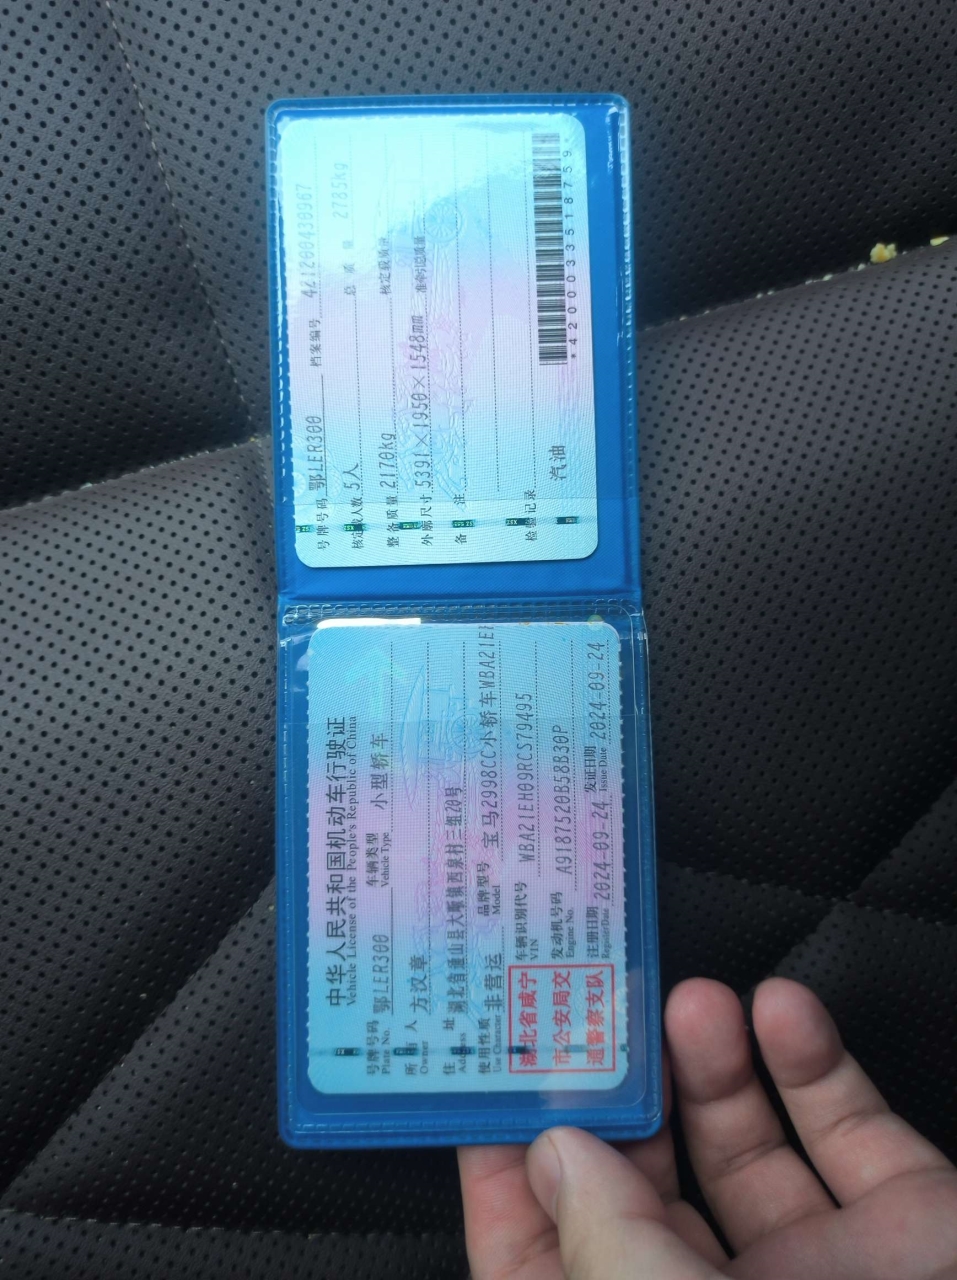 中华人民共和国机动车行驶证
Vehicle License of the People's Republic of China
号牌号码 鄂LER300 车辆类型 小型轿车
Plate No. Vehicle Type
所有人 方汉章
Owner
住址 湖北省通山县大畈镇西泉村三组20号
Address
使用性质 非营运 品牌型号 宝马2998CC小轿车WBA21E
Use Character Model
湖北省咸宁
市公安局交
通警察支队
车辆识别代号 WBA21EH09RCS79495
VIN
发动机号码 A9187520B58B30P
Engine No.
注册日期 2024-09-24 发证日期 2024-09-24
Register Date Issue Date
号牌号码 鄂LER300 档案编号 421200430967
核定载人数 5人 总质量 2785kg
整备质量 2170kg 核定载质量 --
外廓尺寸 5391×1950×1548mm 准牵引总质量
备注
检验记录
汽油
*4200033518759*